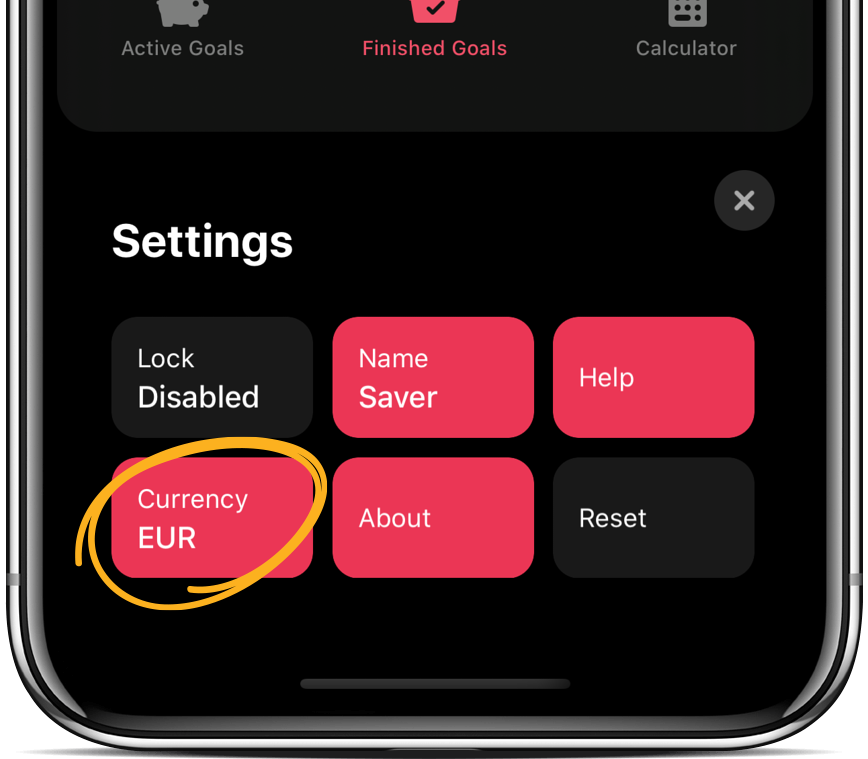 Active Goals
Finished Goals
Calculator
Settings
Lock
Disabled
Name
Saver
Help
Currency
EUR
About
Reset